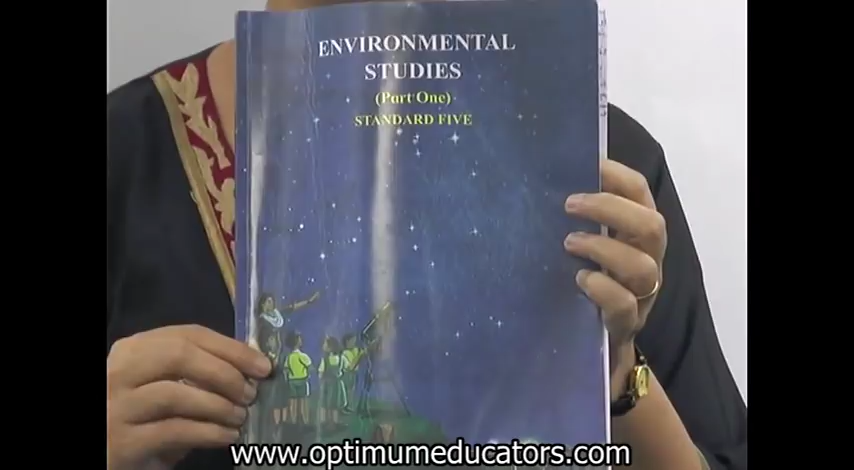 ENVIRONMENTAL
STUDIES
(Part One)
STANDARD FIVE
www.optimumeducators.com